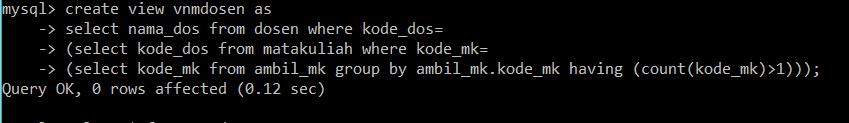 mysql> create view vnmdosen as
    -> select nama_dos from dosen where kode_dos=
    -> (select kode_dos from matakuliah where kode_mk=
    -> (select kode_mk from ambil_mk group by ambil_mk.kode_mk having (count(kode_mk)>1)));
Query OK, 0 rows affected (0.12 sec)